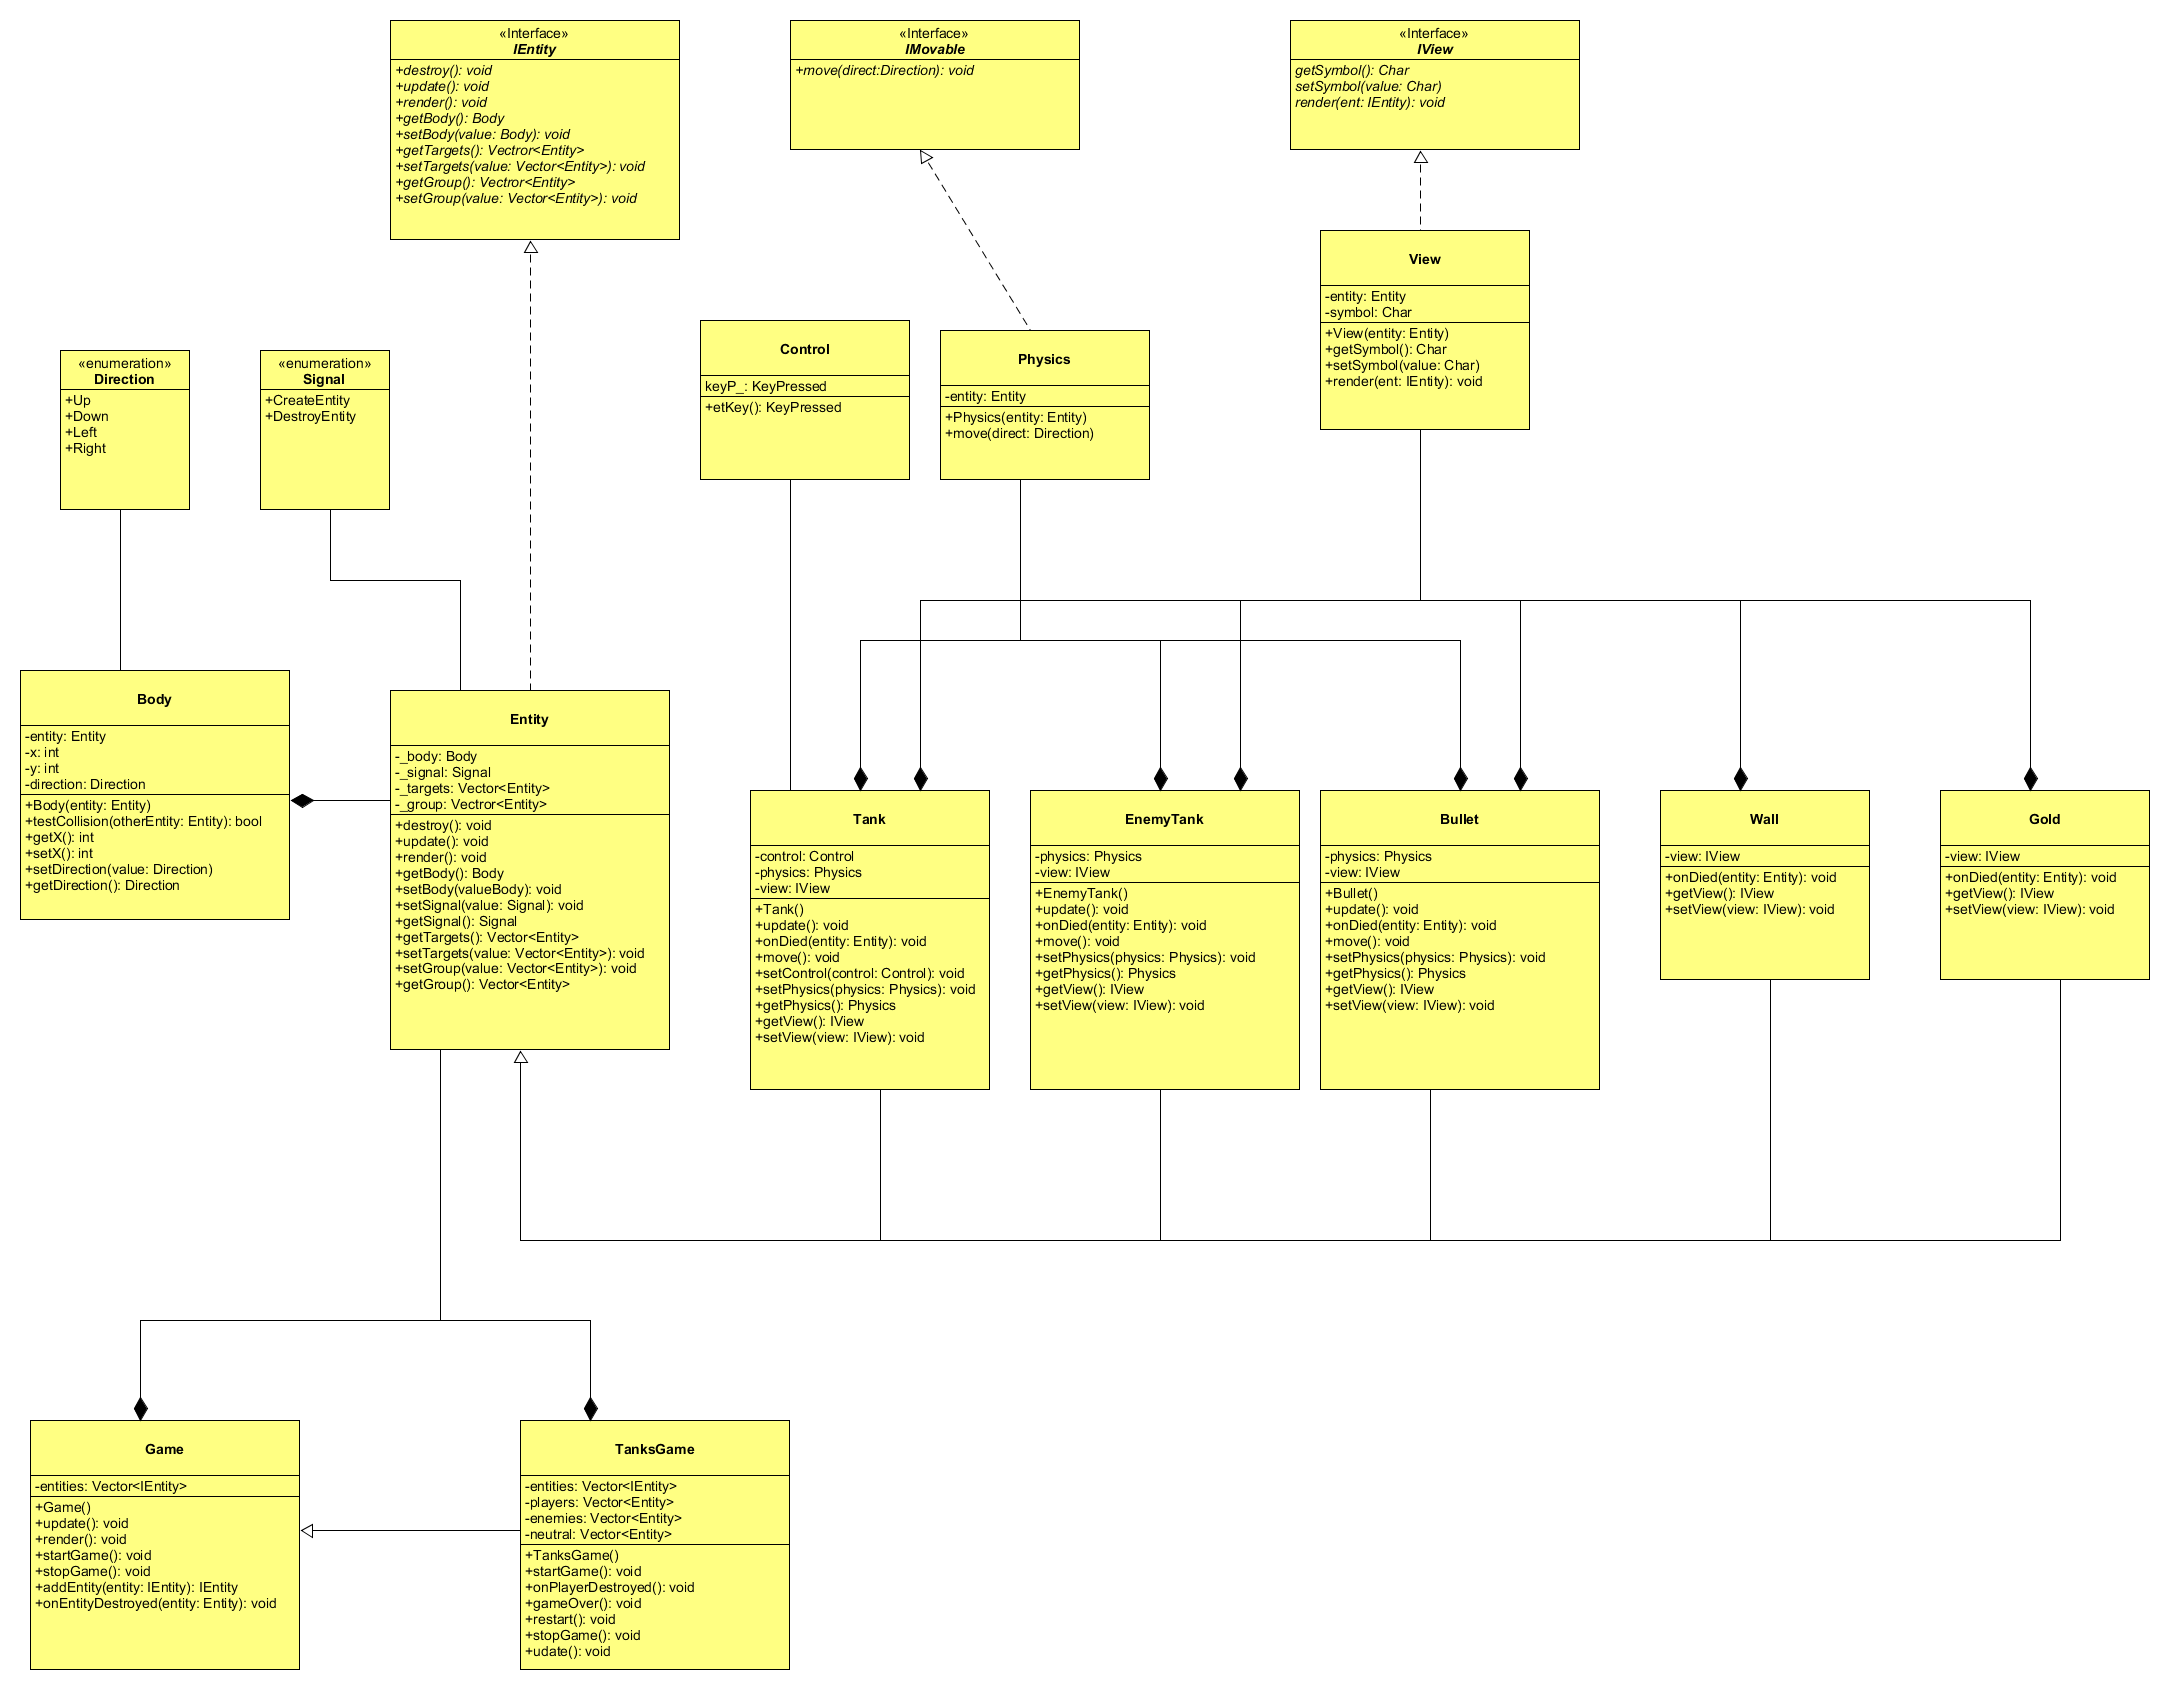 «Interface»
IEntity
+destroy(): void
+update(): void
+render(): void
+getBody(): Body
+setBody(value: Body): void
+getTargets(): Vectror<Entity>
+setTargets(value: Vector<Entity>): void
+getGroup(): Vectror<Entity>
+setGroup(value: Vector<Entity>): void
«Interface»
IMovable
+move(direct:Direction): void
«Interface»
IView
getSymbol(): Char
setSymbol(value: Char)
render(ent: IEntity): void
View
-entity: Entity
-symbol: Char
+View(entity: Entity)
+getSymbol(): Char
+setSymbol(value: Char)
+render(ent: IEntity): void
«enumeration»
Direction
+Up
+Down
+Left
+Right
«enumeration»
Signal
+CreateEntity
+DestroyEntity
Control
keyP_: KeyPressed
+etKey(): KeyPressed
Physics
-entity: Entity
+Physics(entity: Entity)
+move(direct: Direction)
Body
-entity: Entity
-x: int
-y: int
-direction: Direction
+Body(entity: Entity)
+testCollision(otherEntity: Entity): bool
+getX(): int
+setX(): int
+setDirection(value: Direction)
+getDirection(): Direction
Entity
-_body: Body
-_signal: Signal
-_targets: Vector<Entity>
-_group: Vectror<Entity>
+destroy(): void
+update(): void
+render(): void
+getBody(): Body
+setBody(valueBody): void
+setSignal(value: Signal): void
+getSignal(): Signal
+getTargets(): Vector<Entity>
+setTargets(value: Vector<Entity>): void
+setGroup(value: Vector<Entity>): void
+getGroup(): Vector<Entity>
Tank
-control: Control
-physics: Physics
-view: IView
+Tank()
+update(): void
+onDied(entity: Entity): void
+move(): void
+setControl(control: Control): void
+setPhysics(physics: Physics): void
+getPhysics(): Physics
+getView(): IView
+setView(view: IView): void
EnemyTank
-physics: Physics
-view: IView
+EnemyTank()
+update(): void
+onDied(entity: Entity): void
+move(): void
+setPhysics(physics: Physics): void
+getPhysics(): Physics
+getView(): IView
+setView(view: IView): void
Bullet
-physics: Physics
-view: IView
+Bullet()
+update(): void
+onDied(entity: Entity): void
+move(): void
+setPhysics(physics: Physics): void
+getPhysics(): Physics
+getView(): IView
+setView(view: IView): void
Wall
-view: IView
+onDied(entity: Entity): void
+getView(): IView
+setView(view: IView): void
Gold
-view: IView
+onDied(entity: Entity): void
+getView(): IView
+setView(view: IView): void
Game
-entities: Vector<IEntity>
+Game()
+update(): void
+render(): void
+startGame(): void
+stopGame(): void
+addEntity(entity: IEntity): IEntity
+onEntityDestroyed(entity: Entity): void
TanksGame
-entities: Vector<IEntity>
-players: Vector<Entity>
-enemies: Vector<Entity>
-neutral: Vector<Entity>
+TanksGame()
+startGame(): void
+onPlayerDestroyed(): void
+gameOver(): void
+restart(): void
+stopGame(): void
+udate(): void